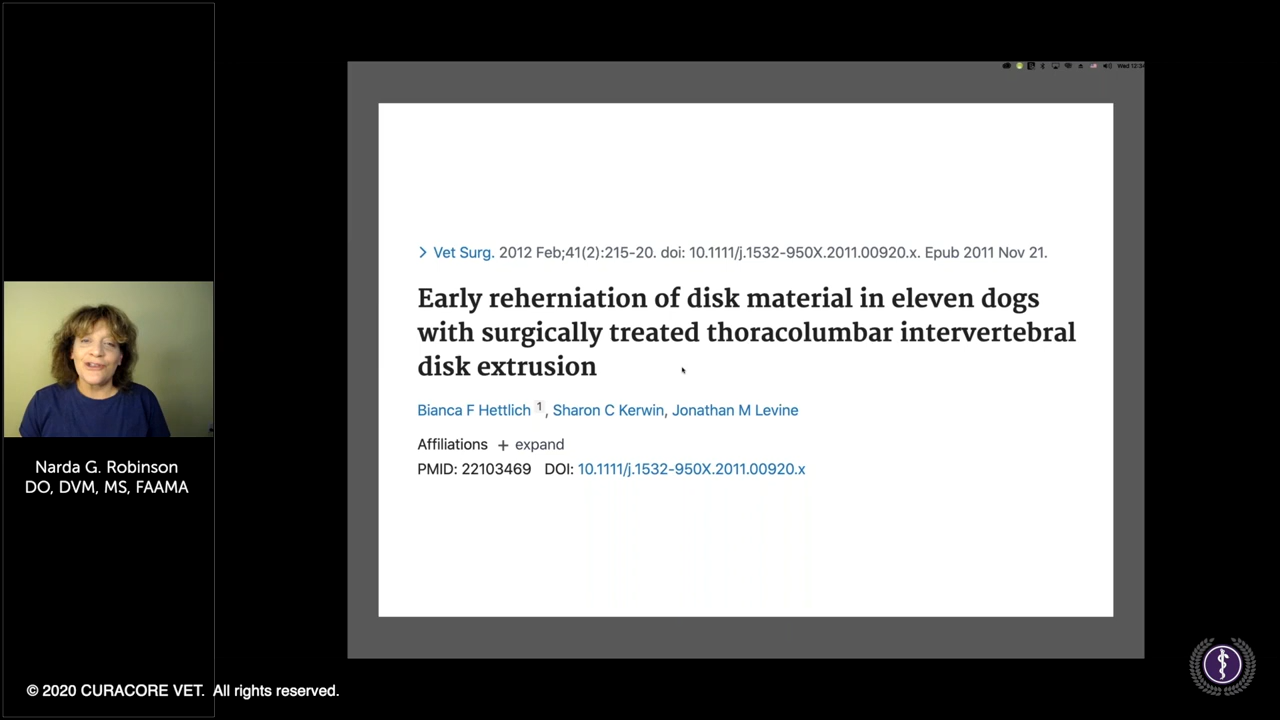 Wed 12:34
> Vet Surg. 2012 Feb;41(2):215-20. doi: 10.1111/j.1532-950X.2011.00920.x. Epub 2011 Nov 21.
Early reherniation of disk material in eleven dogs
with surgically treated thoracolumbar intervertebral
disk extrusion
Bianca F Hettlich 1, Sharon C Kerwin, Jonathan M Levine
Affiliations + expand
PMID: 22103469 DOI: 10.1111/j.1532-950X.2011.00920.x
Narda G. Robinson
DO, DVM, MS, FAAMA
© 2020 CURACORE VET. All rights reserved.